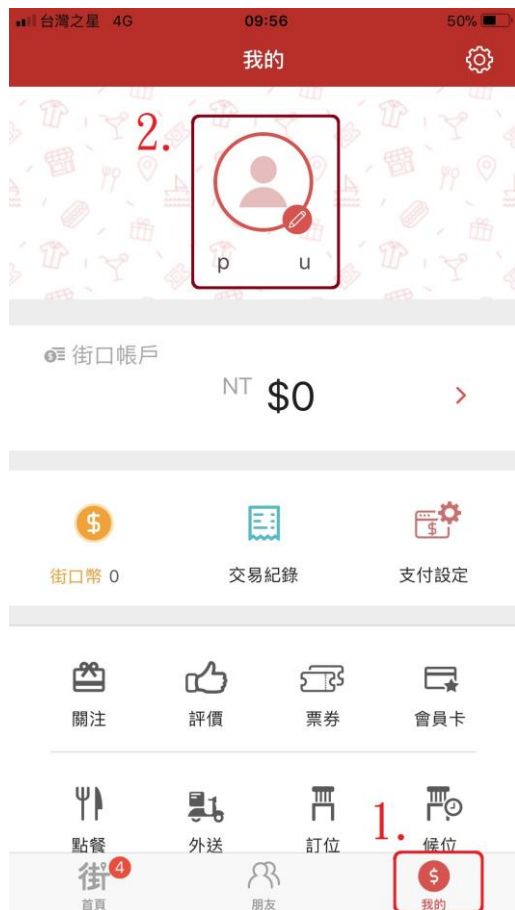 台灣之星 4G 09:56 50%
我的
2.
p u
街口帳戶
NT $0
街口幣 0 交易紀錄 支付設定
關注 評價 票券 會員卡
1.
點餐 外送 訂位 候位
街 4
首頁 朋友 我的